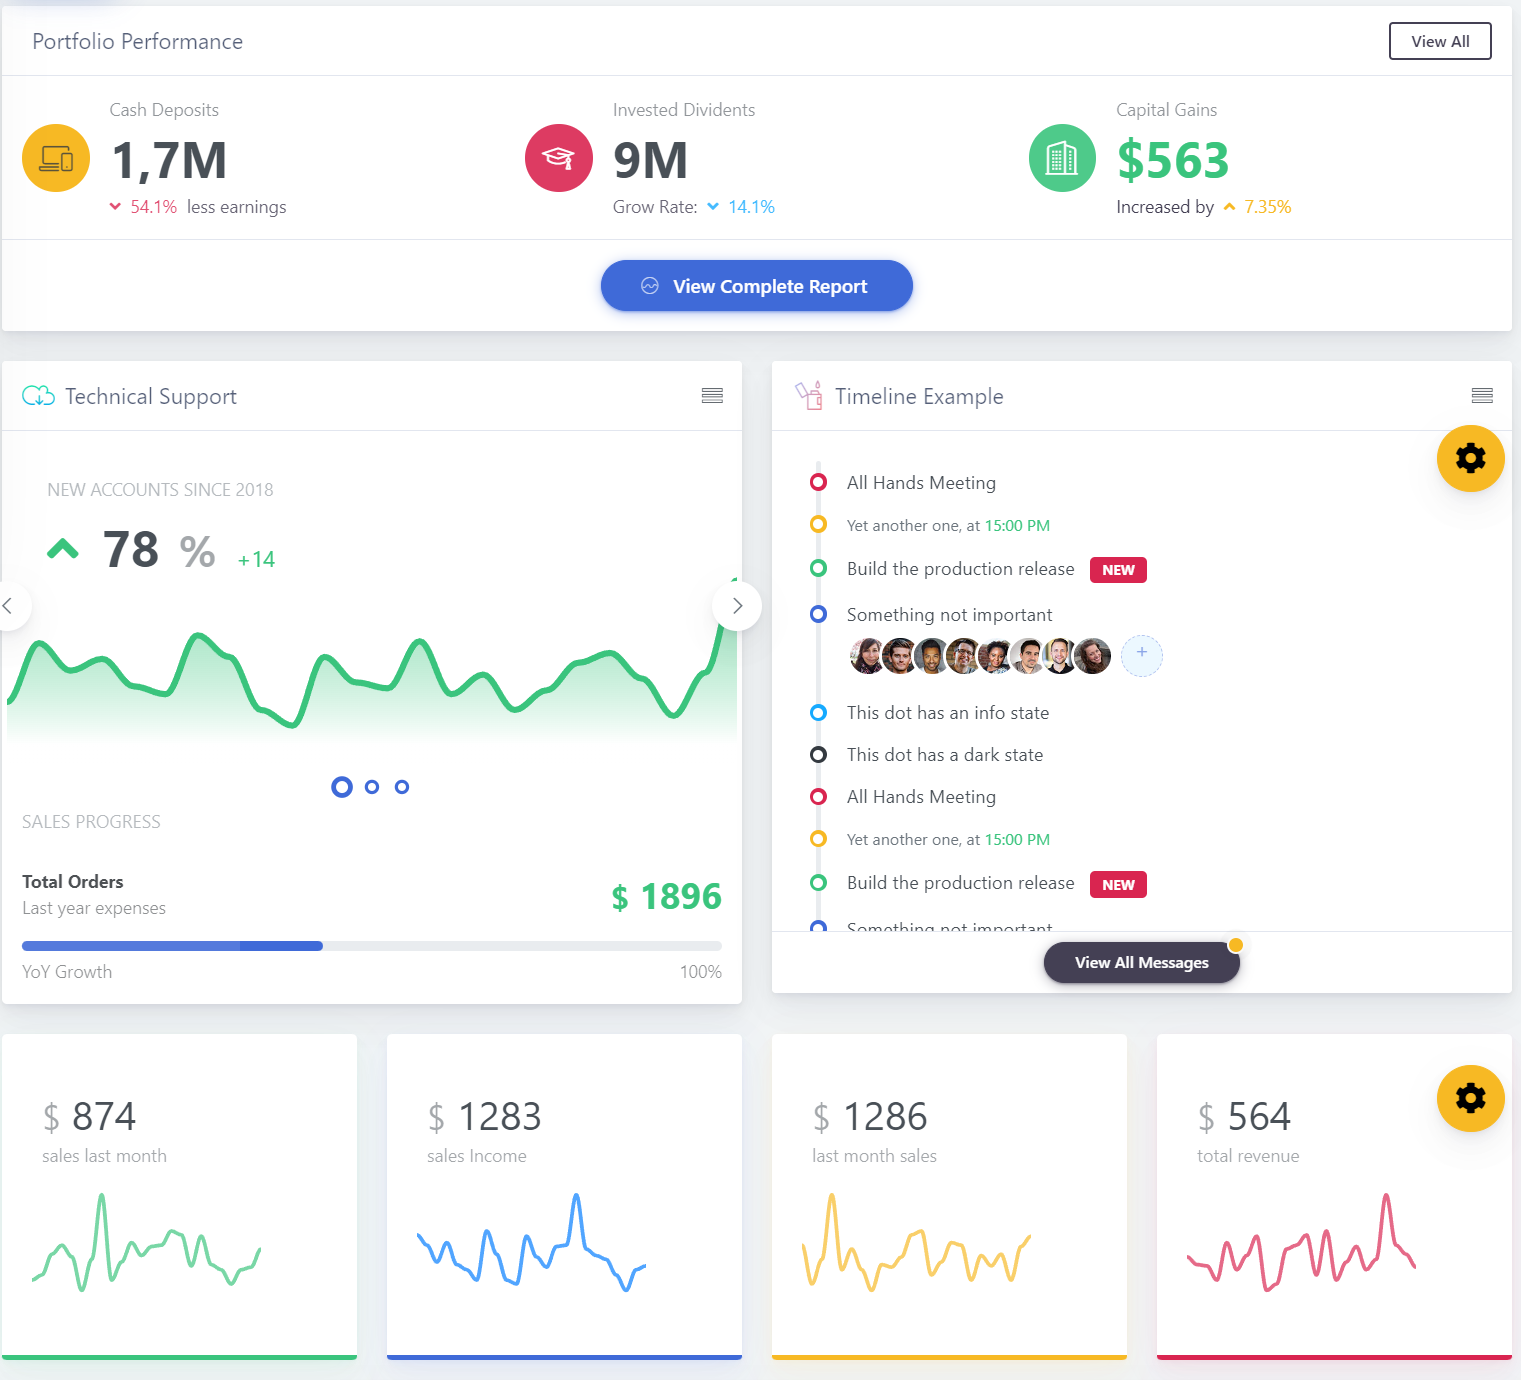 Portfolio Performance
View All
Cash Deposits
1,7M
54.1% less earnings
Invested Dividents
9M
Grow Rate: 14.1%
Capital Gains
$563
Increased by 7.35%
View Complete Report
Technical Support
NEW ACCOUNTS SINCE 2018
78 % +14
SALES PROGRESS
Total Orders
Last year expenses
$ 1896
YoY Growth
100%
Timeline Example
All Hands Meeting
Yet another one, at 15:00 PM
Build the production release NEW
Something not important
+
This dot has an info state
This dot has a dark state
All Hands Meeting
Yet another one, at 15:00 PM
Build the production release NEW
Something not important
View All Messages
$ 874
sales last month
$ 1283
sales Income
$ 1286
last month sales
$ 564
total revenue